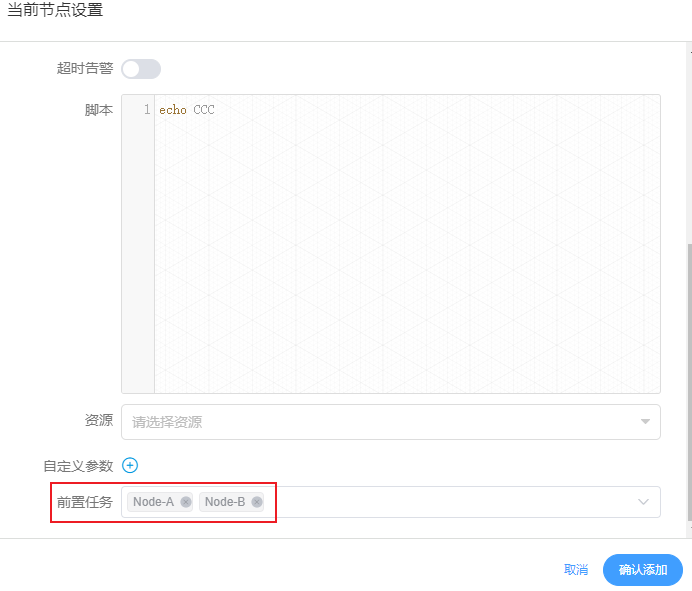 当前节点设置
超时告警
脚本
1 echo CCC
资源 请选择资源
自定义参数
前置任务 Node-A Node-B
取消 确认添加